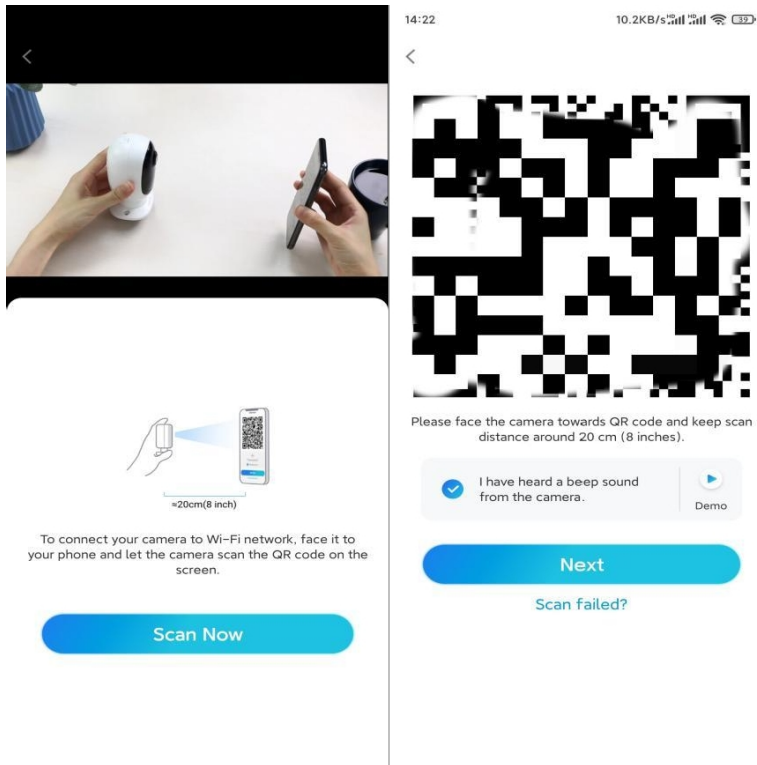 ≈20cm(8 inch)
To connect your camera to Wi-Fi network, face it to
your phone and let the camera scan the QR code on the
screen.
Scan Now
14:22
10.2KB/s HD HD 39
Please face the camera towards QR code and keep scan
distance around 20 cm (8 inches).
I have heard a beep sound
from the camera.
Demo
Next
Scan failed?